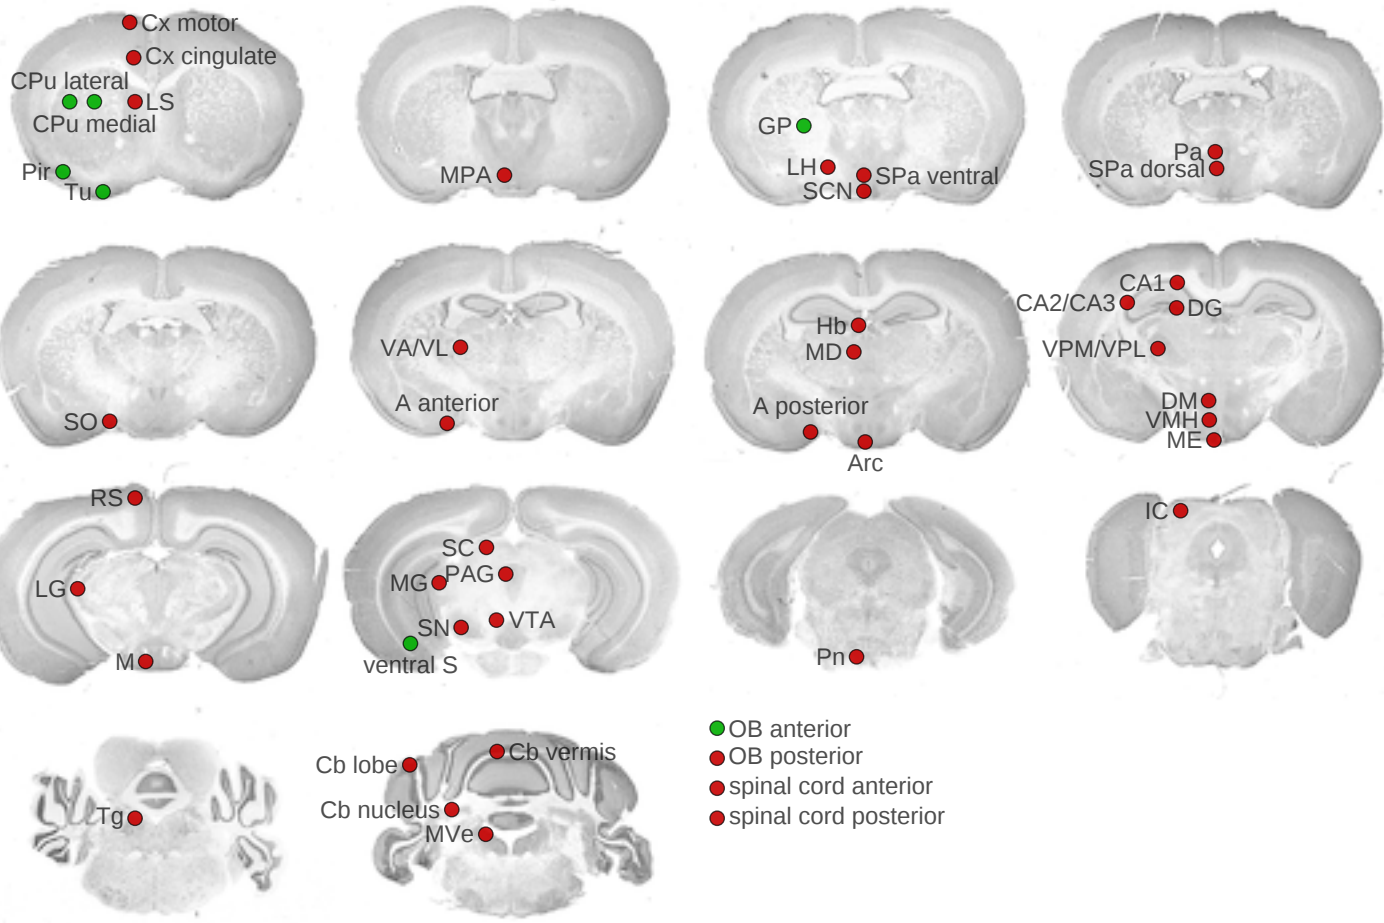 Cx motor
Cx cingulate
CPu lateral
LS
CPu medial
Pir
Tu
MPA
GP
LH
SPa ventral
SCN
Pa
SPa dorsal
SO
VA/VL
A anterior
Hb
MD
A posterior
Arc
CA1
CA2/CA3
DG
VPM/VPL
DM
VMH
ME
RS
LG
M
SC
MG
PAG
SN
VTA
ventral S
Pn
IC
Tg
Cb lobe
Cb vermis
Cb nucleus
MVe
OB anterior
OB posterior
spinal cord anterior
spinal cord posterior